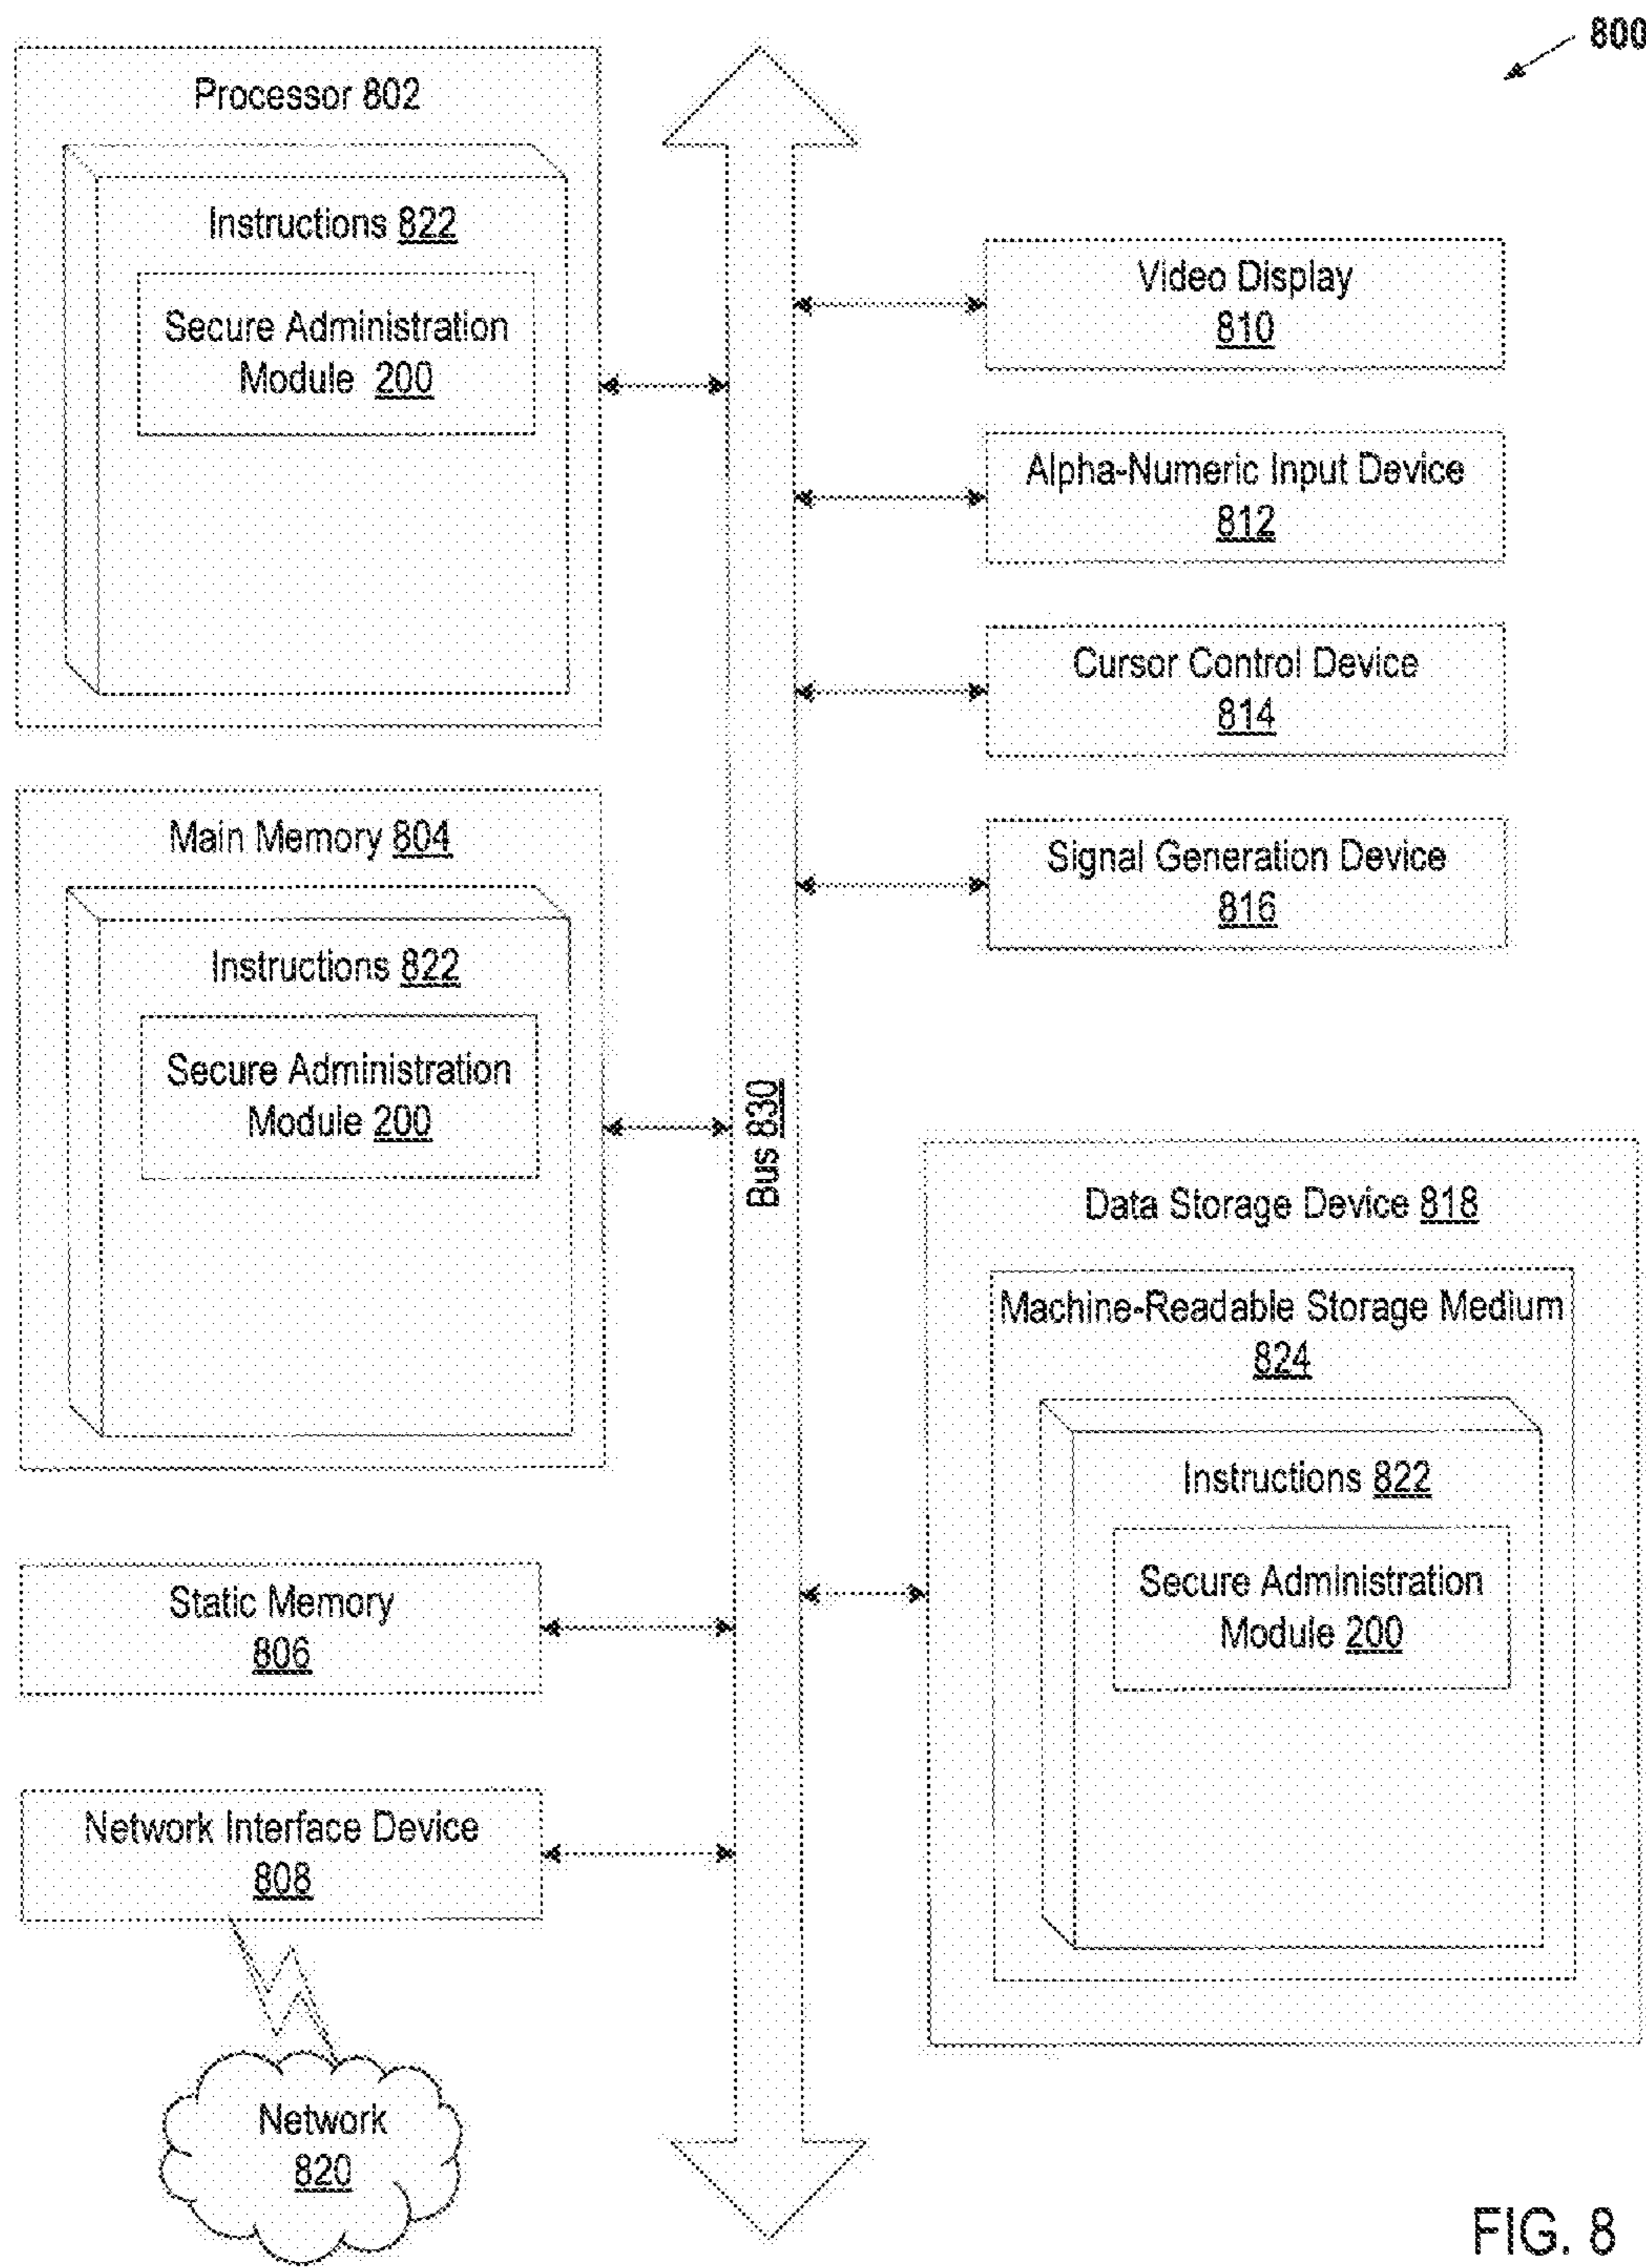 800
Processor 802
Instructions 822
Secure Administration
Module 200
Main Memory 804
Instructions 822
Secure Administration
Module 200
Static Memory
806
Network Interface Device
808
Network
820
Bus 830
Video Display
810
Alpha-Numeric Input Device
812
Cursor Control Device
814
Signal Generation Device
816
Data Storage Device 818
Machine-Readable Storage Medium
824
Instructions 822
Secure Administration
Module 200
FIG. 8